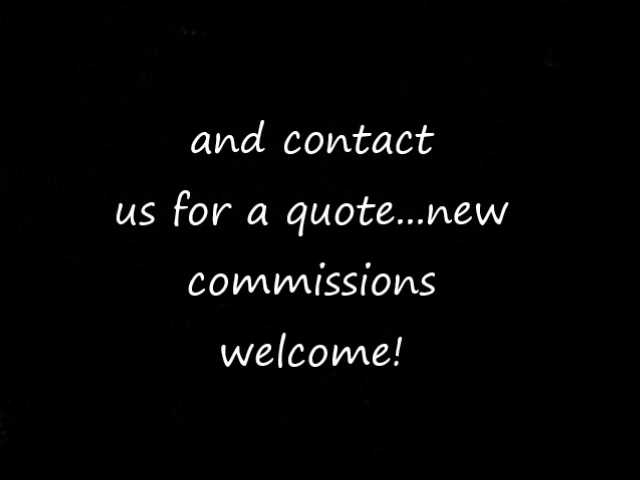 and contact
us for a quote...new
commissions
welcome!